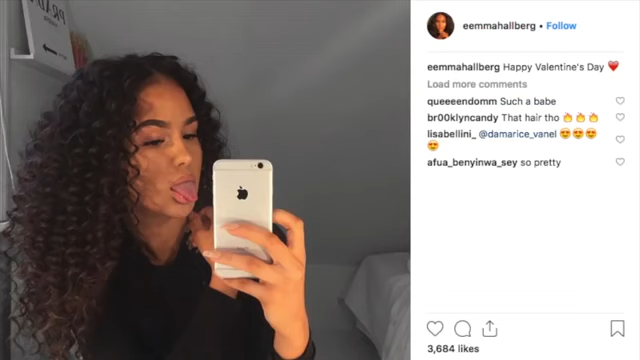 PRADA
eemmahallberg • Follow
eemmahallberg Happy Valentine's Day ❤
Load more comments
queeeendomm Such a babe
br00klyncandy That hair tho 🔥🔥🔥
lisabellini_ @damarice_vanel 😍😍😍
😍
afua_benyinwa_sey so pretty
3,684 likes